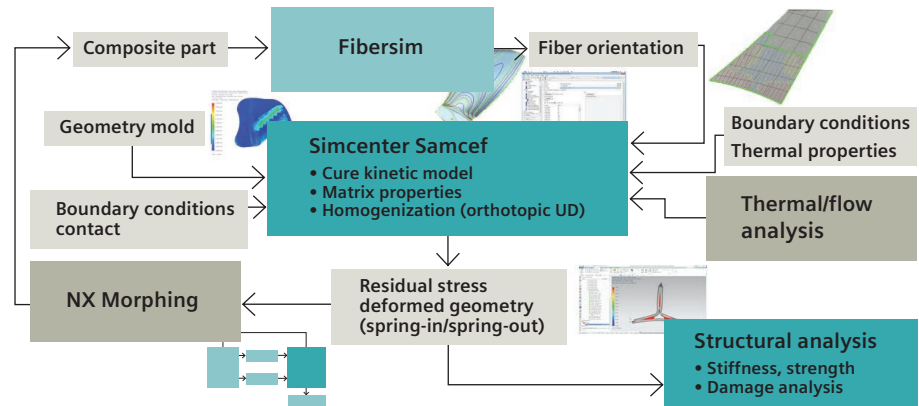 Composite part
Fibersim
Fiber orientation
Geometry mold
Simcenter Samcef
• Cure kinetic model
• Matrix properties
• Homogenization (orthotopic UD)
Boundary conditions
Thermal properties
Boundary conditions
contact
Thermal/flow
analysis
NX Morphing
Residual stress
deformed geometry
(spring-in/spring-out)
Structural analysis
• Stiffness, strength
• Damage analysis